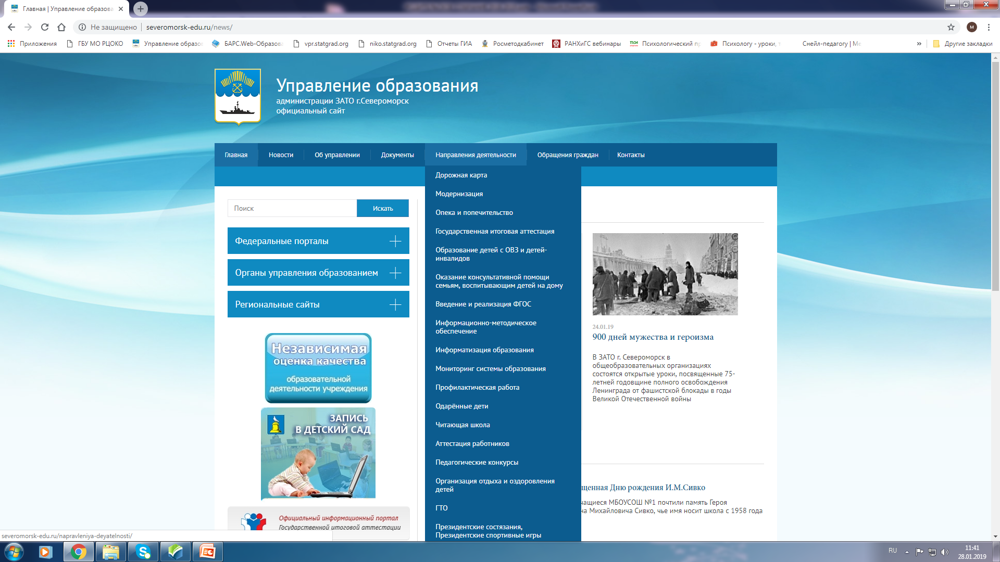 Главная | Управление образова
Не защищено
severomorsk-edu.ru/news/
M
Приложения
ГБУ МО РЦОКО
Управление образо
БАРС.Web-Образова
vpr.statgrad.org
niko.statgrad.org
Отчеты ГИА
Росметодкабинет
РАНХиГС вебинары
Психологический п
Психологу - уроки,
Снейл-педагогу | Ме
»
Другие закладки
Управление образования
администрации ЗАТО г.Североморск
официальный сайт
Главная
Новости
Об управлении
Документы
Направления деятельности
Обращения граждан
Контакты
Поиск
Искать
Федеральные порталы
Органы управления образованием
Региональные сайты
Независимая
оценка качества
образовательной
деятельности учреждения
ЗАПИСЬ
В ДЕТСКИЙ САД
Официальный информационный портал
Государственной итоговой аттестации
Дорожная карта
Модернизация
Опека и попечительство
Государственная итоговая аттестация
Образование детей с ОВЗ и детей-
инвалидов
Оказание консультативной помощи
семьям, воспитывающим детей на дому
Введение и реализация ФГОС
Информационно-методическое
обеспечение
Информатизация образования
Мониторинг системы образования
Профилактическая работа
Одарённые дети
Читающая школа
Аттестация работников
Педагогические конкурсы
Организация отдыха и оздоровления
детей
ГТО
Президентские состязания,
Президентские спортивные игры
24.01.19
900 дней мужества и героизма
В ЗАТО г. Североморск в
общеобразовательных организациях
состоятся открытые уроки, посвященные 75-
летней годовщине полного освобождения
Ленинграда от фашистской блокады в годы
Великой Отечественной войны
щенная Дню рождения И.М.Сивко
чащиеся МБОУСОШ №1 почтили память Героя
на Михайловича Сивко, чье имя носит школа с 1958 года
severomorsk-edu.ru/napravleniya-deyatelnosti/
RU
11:41
28.01.2019